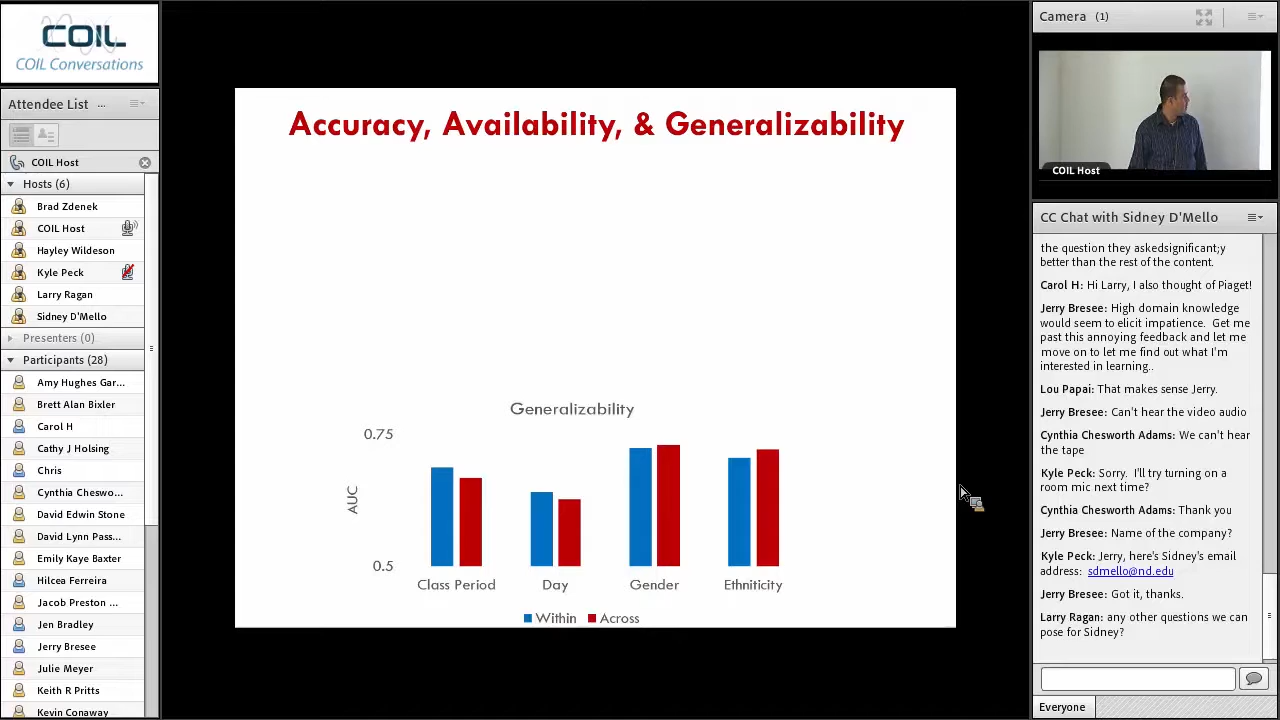 COIL
COIL Conversations
Attendee List ...
COIL Host
Hosts (6)
Brad Zdenek
COIL Host
Hayley Wildeson
Kyle Peck
Larry Ragan
Sidney D'Mello
Presenters (0)
Participants (28)
Amy Hughes Gar...
Brett Alan Bixler
Carol H
Cathy J Holsing
Chris
Cynthia Cheswo...
David Edwin Stone
David Lynn Pass...
Emily Kaye Baxter
Hilcea Ferreira
Jacob Preston ...
Jen Bradley
Jerry Bresee
Julie Meyer
Keith R Pritts
Kevin Conaway
Accuracy, Availability, & Generalizability
Generalizability
0.75
AUC
0.5
Class Period
Day
Gender
Ethniticity
Within
Across
Camera (1)
COIL Host
CC Chat with Sidney D'Mello
the question they askedsignificant;y
better than the rest of the content.
Carol H: Hi Larry, I also thought of Piaget!
Jerry Bresee: High domain knowledge
would seem to elicit impatience. Get me
past this annoying feedback and let me
move on to let me find out what I'm
interested in learning..
Lou Papai: That makes sense Jerry.
Jerry Bresee: Can't hear the video audio
Cynthia Chesworth Adams: We can't hear
the tape
Kyle Peck: Sorry. I'll try turning on a
room mic next time?
Cynthia Chesworth Adams: Thank you
Jerry Bresee: Name of the company?
Kyle Peck: Jerry, here's Sidney's email
address: sdmello@nd.edu
Jerry Bresee: Got it, thanks.
Larry Ragan: any other questions we can
pose for Sidney?
Everyone